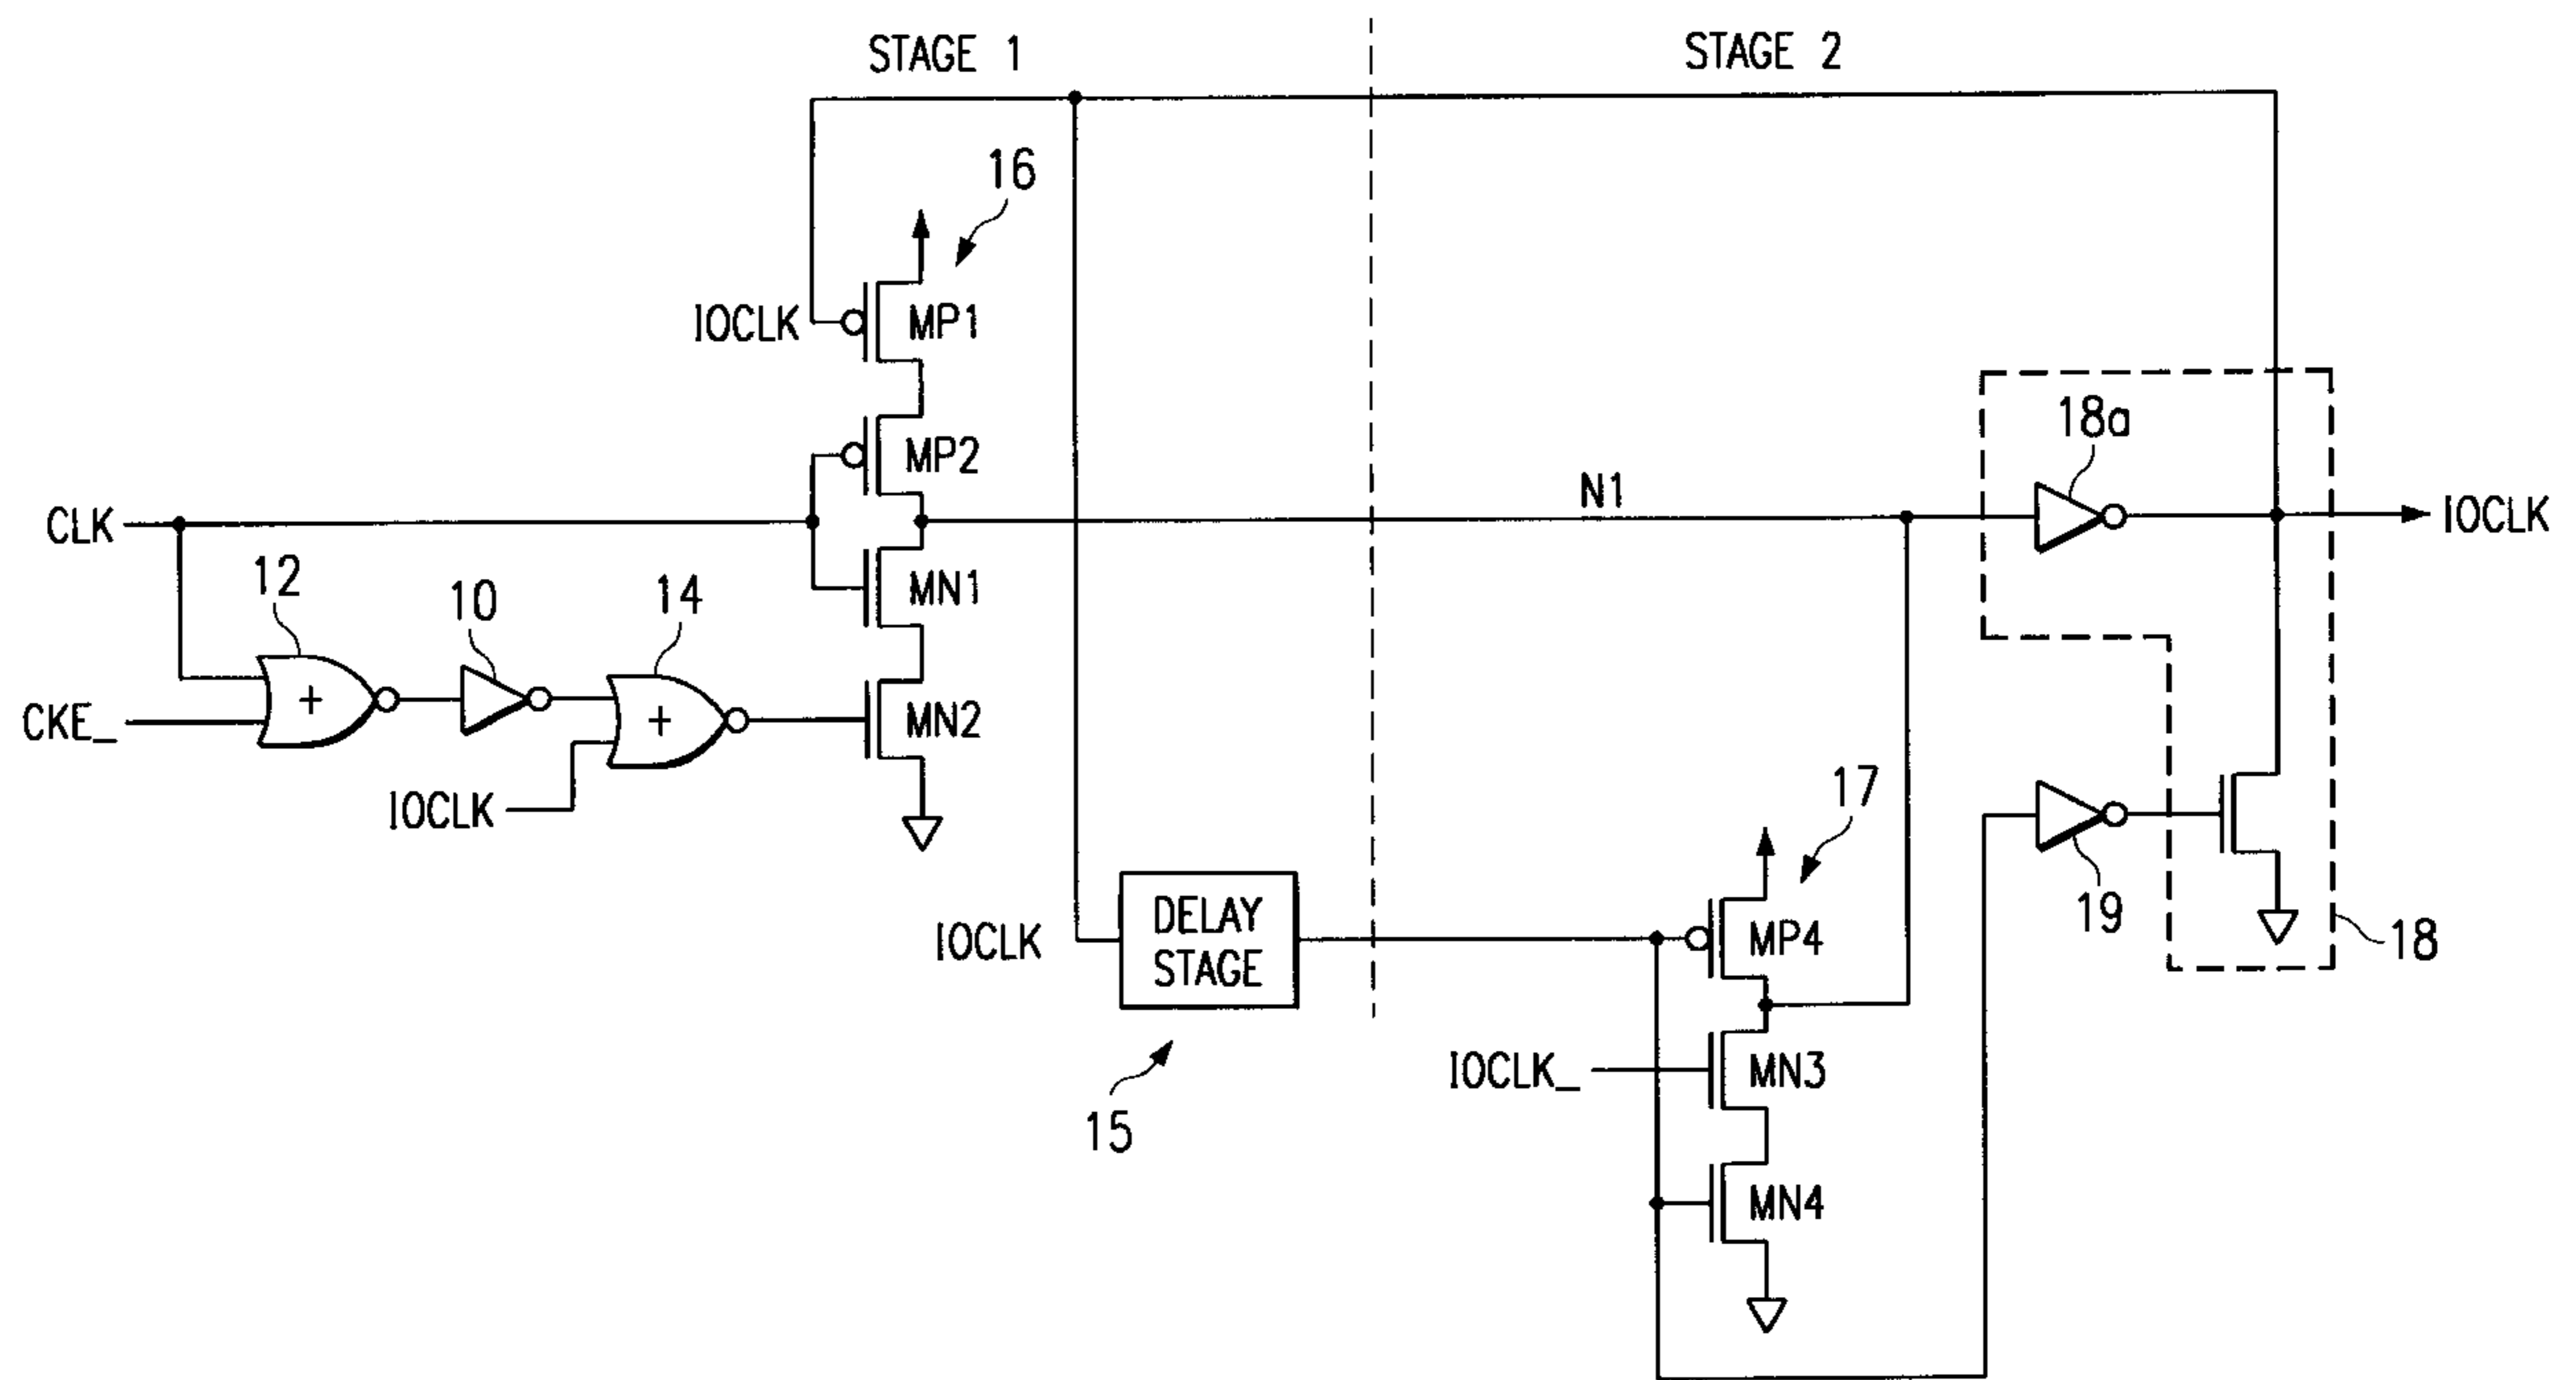 STAGE 1
STAGE 2
16
IOCLK
MP1
18a
MP2
N1
CLK
IOCLK
12
10
14
MN1
CKE_
+
+
MN2
IOCLK
17
19
18
IOCLK
DELAY
STAGE
MP4
IOCLK_
MN3
15
MN4